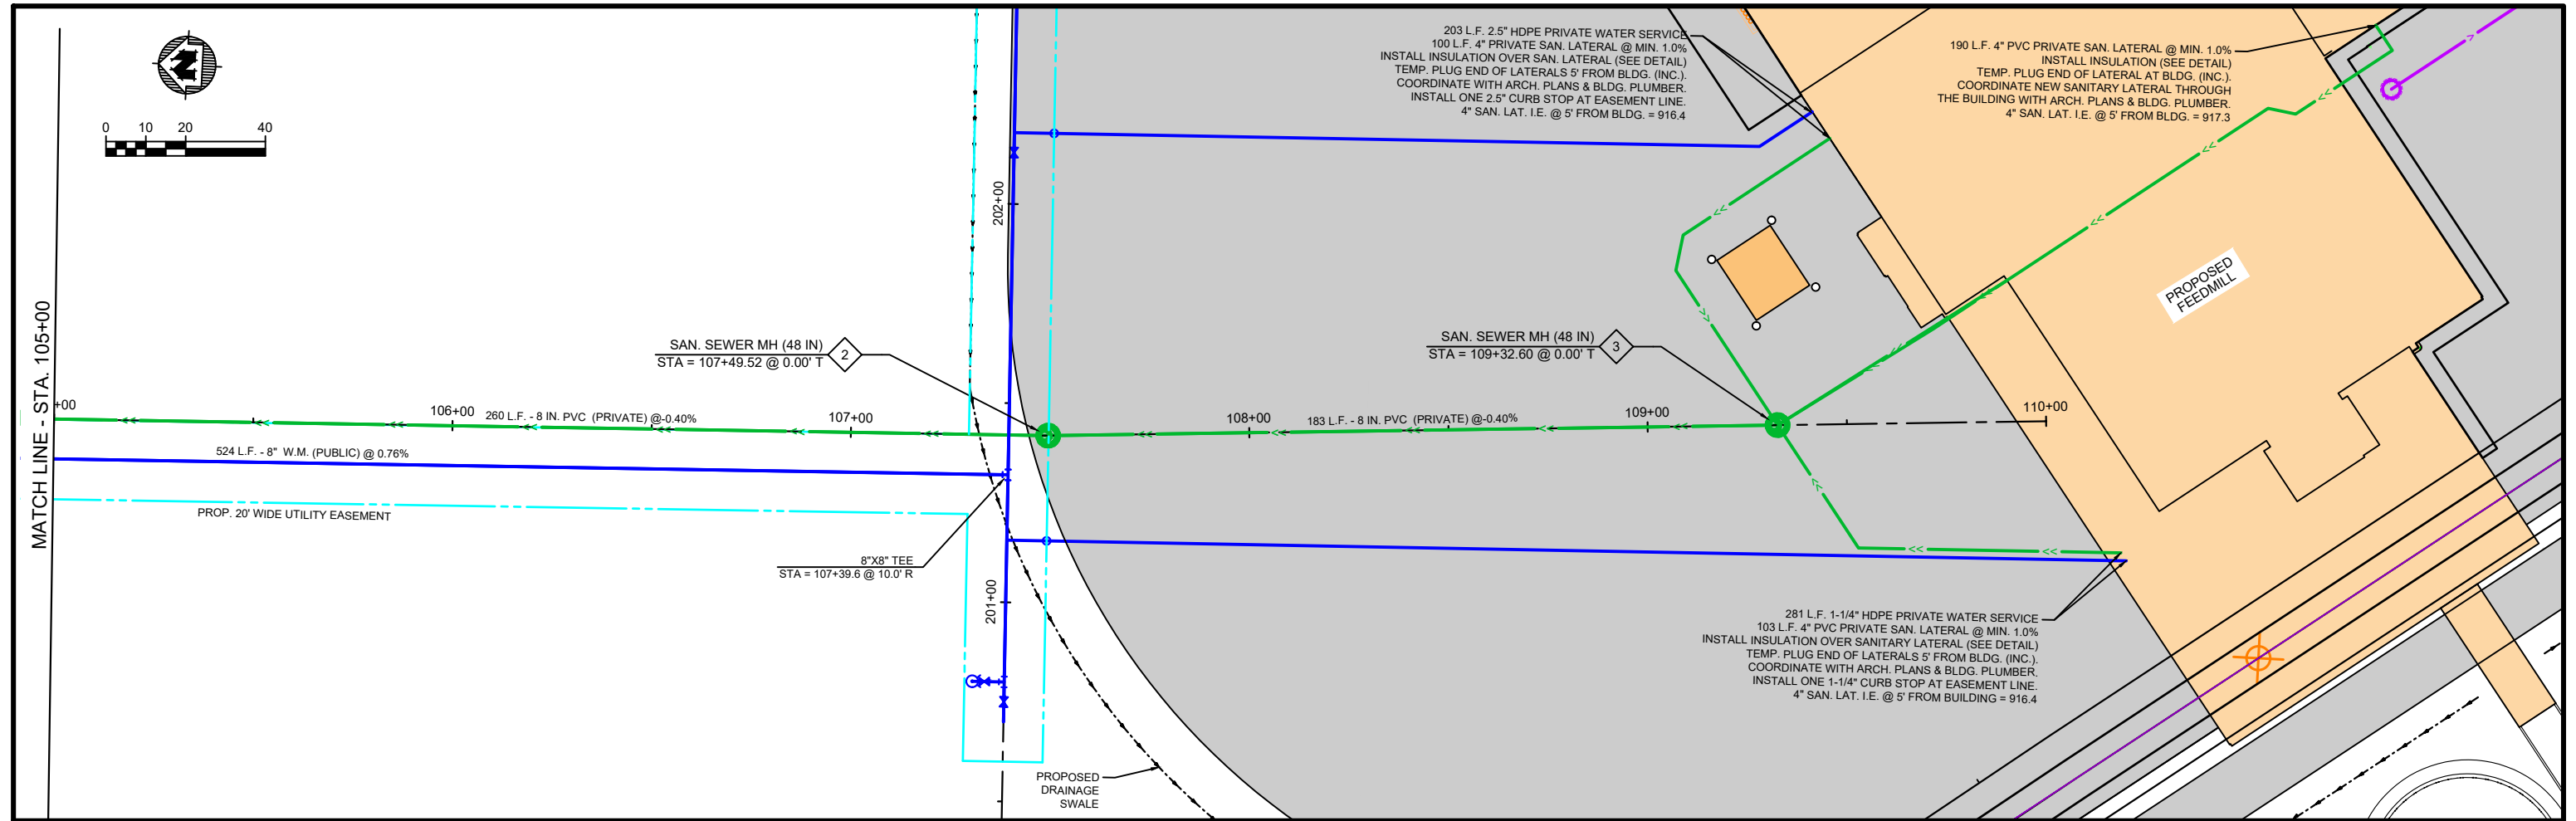 203 L.F. 2.5" HDPE PRIVATE WATER SERVICE
100 L.F. 4" PRIVATE SAN. LATERAL @ MIN. 1.0%
INSTALL INSULATION OVER SAN. LATERAL (SEE DETAIL)
TEMP. PLUG END OF LATERALS 5' FROM BLDG. (INC.).
COORDINATE WITH ARCH. PLANS & BLDG. PLUMBER.
INSTALL ONE 2.5" CURB STOP AT EASEMENT LINE.
4" SAN. LAT. I.E. @ 5' FROM BLDG. = 916.4
190 L.F. 4" PVC PRIVATE SAN. LATERAL @ MIN. 1.0%
INSTALL INSULATION (SEE DETAIL)
TEMP. PLUG END OF LATERAL AT BLDG. (INC.).
COORDINATE NEW SANITARY LATERAL THROUGH
THE BUILDING WITH ARCH. PLANS & BLDG. PLUMBER.
4" SAN. LAT. I.E. @ 5' FROM BLDG. = 917.3
N
0 10 20 40
202+00
PROPOSED
FEEDMILL
MATCH LINE - STA. 105+00
SAN. SEWER MH (48 IN)
STA = 107+49.52 @ 0.00' T
2
SAN. SEWER MH (48 IN)
STA = 109+32.60 @ 0.00' T
3
+00
106+00
260 L.F. - 8 IN. PVC (PRIVATE) @-0.40%
107+00
108+00
183 L.F. - 8 IN. PVC (PRIVATE) @-0.40%
109+00
110+00
524 L.F. - 8" W.M. (PUBLIC) @ 0.76%
PROP. 20' WIDE UTILITY EASEMENT
8"X8" TEE
STA = 107+39.6 @ 10.0' R
201+00
281 L.F. 1-1/4" HDPE PRIVATE WATER SERVICE
103 L.F. 4" PVC PRIVATE SAN. LATERAL @ MIN. 1.0%
INSTALL INSULATION OVER SANITARY LATERAL (SEE DETAIL)
TEMP. PLUG END OF LATERALS 5' FROM BLDG. (INC.).
COORDINATE WITH ARCH. PLANS & BLDG. PLUMBER.
INSTALL ONE 1-1/4" CURB STOP AT EASEMENT LINE.
4" SAN. LAT. I.E. @ 5' FROM BUILDING = 916.4
PROPOSED
DRAINAGE
SWALE